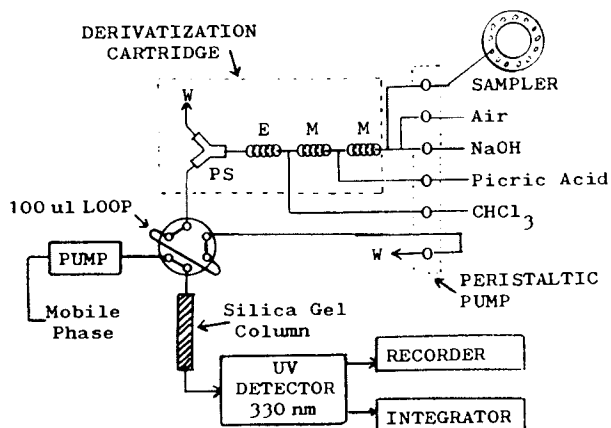 DERIVATIZATION
CARTRIDGE
W
E
M
M
PS
SAMPLER
Air
NaOH
Picric Acid
CHCl3
W
PERISTALTIC
PUMP
100 ul LOOP
PUMP
Mobile
Phase
Silica Gel
Column
UV
DETECTOR
330 nm
RECORDER
INTEGRATOR